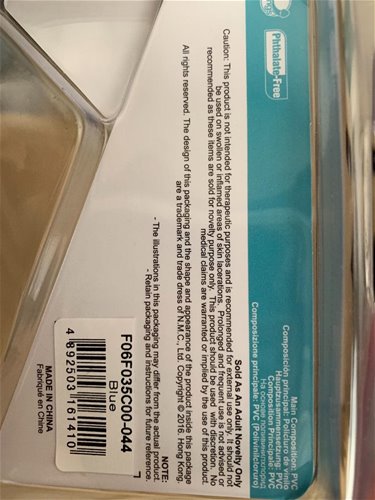 Phthalate-Free
Main Composition: PVC
Composición principal: Policluro de vinilo
Hauptzusammensetzung: PVC
Composition Principale: PVC
Composizione principale: PVC (Polivinilcloruro)
Sold As An Adult Novelty Only
Caution: This product is not intended for therapeutic purposes and is recommended for external use only. It should not
be used on swollen or inflamed areas of skin lacerations. Prolonged and frequent use is not advised or
recommended as these items are sold for novelty purpose only. This product should be used with discretion, no
medical claims are warranted or implied by the use of this product.
All rights reserved. The design of this packaging and the shape and appearance of the product inside this package
are a trademark and trade dress of N.M.C., Ltd. Copyright © 2016. Hong Kong.
NOTE:
- The illustrations in this packaging may differ from the actual product.
- Retain packaging and instructions for future reference.
F06F035C00-044
Blue
4 892503 161410
MADE IN CHINA
Fabriqué en Chine